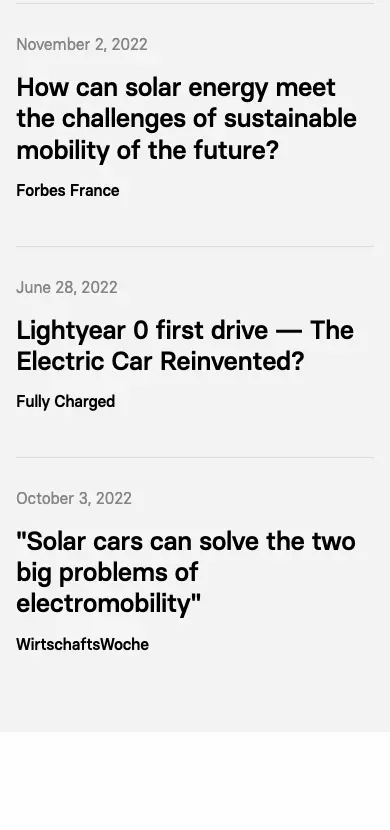 November 2, 2022
How can solar energy meet
the challenges of sustainable
mobility of the future?
Forbes France
June 28, 2022
Lightyear 0 first drive — The
Electric Car Reinvented?
Fully Charged
October 3, 2022
"Solar cars can solve the two
big problems of
electromobility"
WirtschaftsWoche